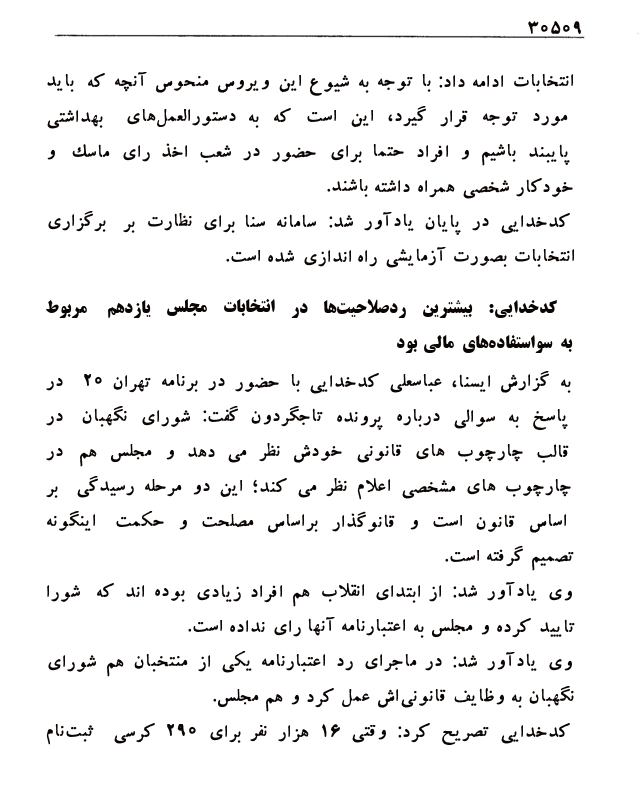 ۳۰۵۰۹
انتخابات ادامه داد: با توجه به شیوع این ویروس منحوس آنچه که باید
مورد توجه قرار گیرد، این است که به دستورالعمل‌های بهداشتی
پایبند باشیم و افراد حتما برای حضور در شعب اخذ رای ماسك و
خودکار شخصی همراه داشته باشند.
کدخدایی در پایان یادآور شد: سامانه سنا برای نظارت بر برگزاری
انتخابات بصورت آزمایشی راه اندازی شده است.
کدخدایی: بیشترین ردصلاحیت‌ها در انتخابات مجلس یازدهم مربوط
به سواستفاده‌های مالی بود
به گزارش ایسنا، عباسعلی کدخدایی با حضور در برنامه تهران ۲۰ در
پاسخ به سوالی درباره پرونده تاجگردون گفت: شورای نگهبان در
قالب چارچوب های قانونی خودش نظر می دهد و مجلس هم در
چارچوب های مشخصی اعلام نظر می کند؛ این دو مرحله رسیدگی بر
اساس قانون است و قانوگذار براساس مصلحت و حکمت اینگونه
تصمیم گرفته است.
وی یادآور شد: از ابتدای انقلاب هم افراد زیادی بوده اند که شورا
تایید کرده و مجلس به اعتبارنامه آنها رای نداده است.
وی یادآور شد: در ماجرای رد اعتبارنامه یکی از منتخبان هم شورای
نگهبان به وظایف قانونی‌اش عمل کرد و هم مجلس.
کدخدایی تصریح کرد: وقتی ۱۶ هزار نفر برای ۲۹۰ کرسی ثبت‌نام